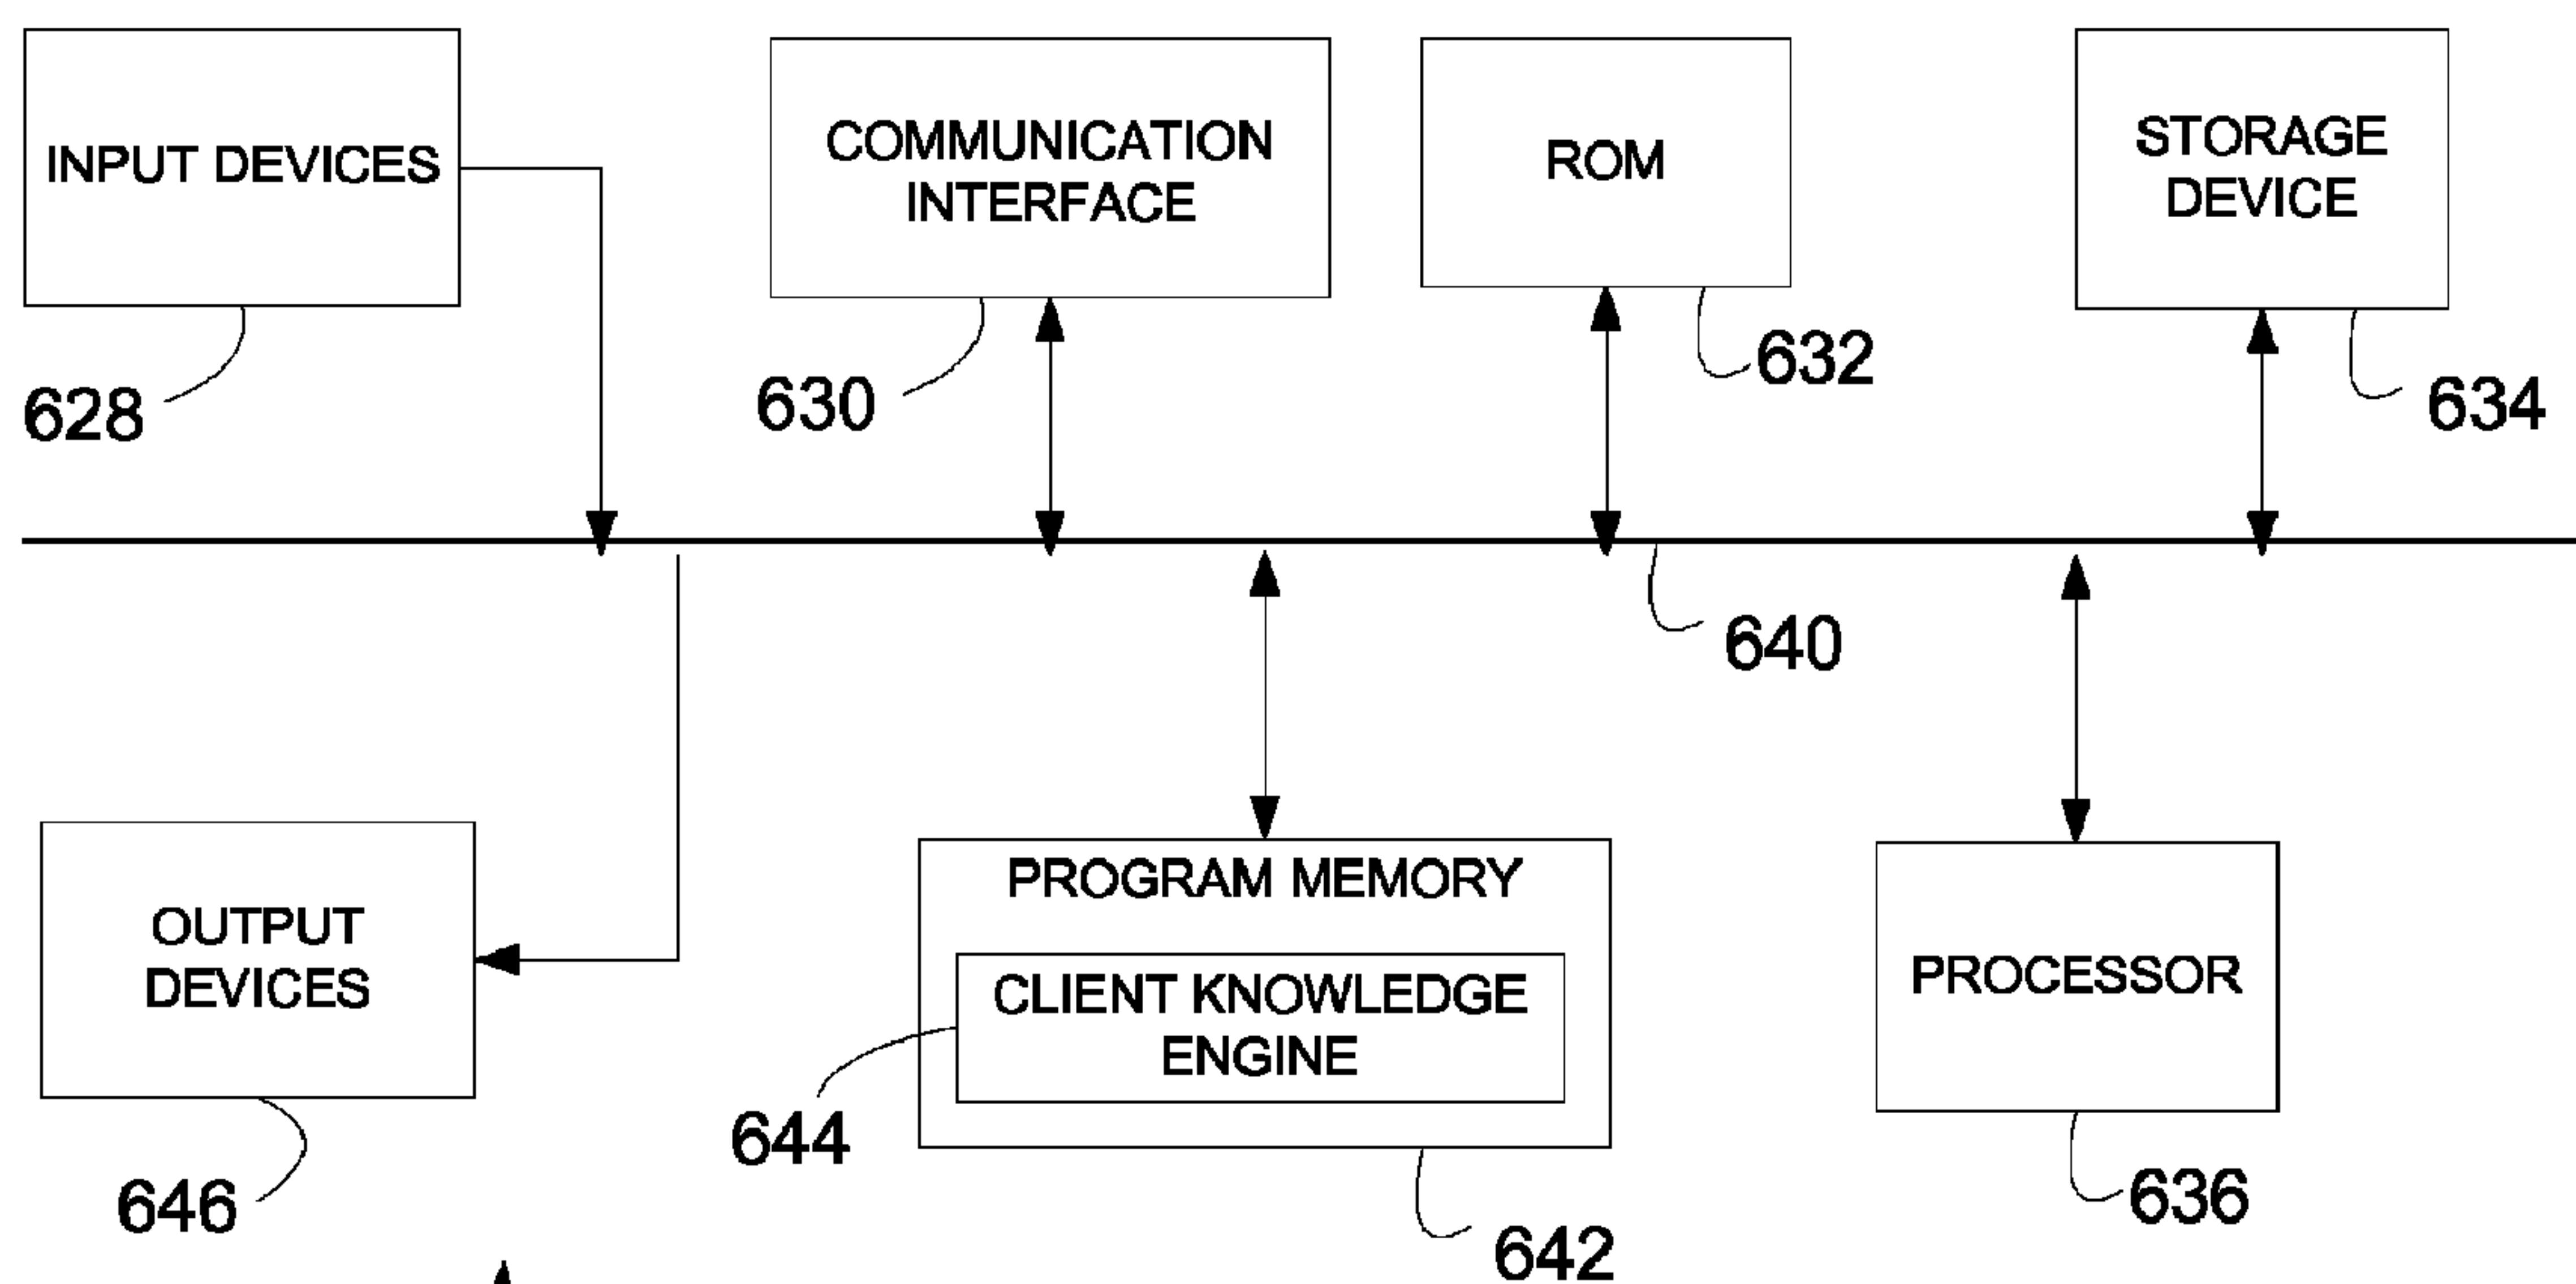 INPUT DEVICES
628
COMMUNICATION
INTERFACE
630
ROM
632
STORAGE
DEVICE
634
640
OUTPUT
DEVICES
646
PROGRAM MEMORY
CLIENT KNOWLEDGE
ENGINE
644
642
PROCESSOR
636